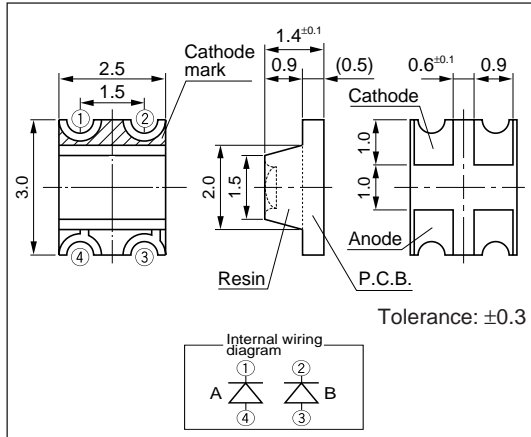 1.4±0.1
2.5
Cathode mark
0.9
(0.5)
0.6±0.1
0.9
1.5
① ②
Cathode
3.0
2.0
1.5
1.0
1.0
Anode
④ ③
Resin
P.C.B.
Tolerance: ±0.3
Internal wiring
diagram
① ②
A B
④ ③